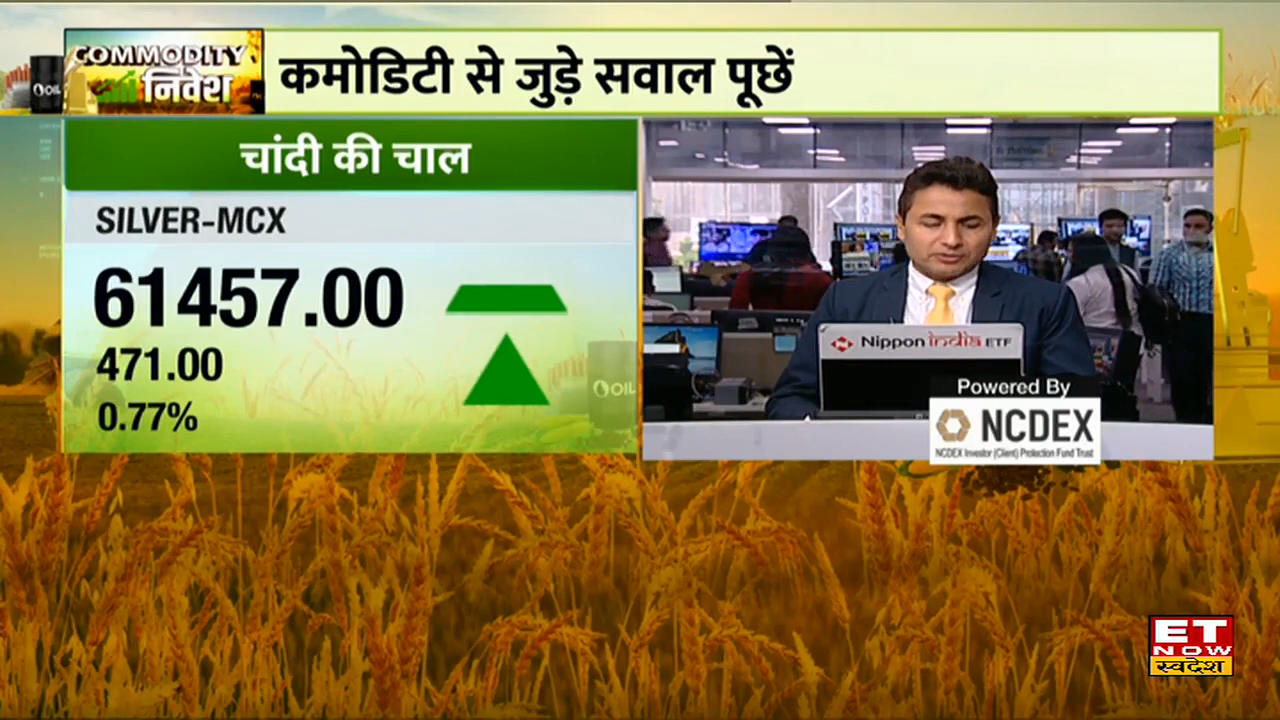 COMMODITY
निवेश
OIL
कमोडिटी से जुड़े सवाल पूछें
चांदी की चाल
SILVER-MCX
61457.00
471.00
0.77%
OIL
Nippon india ETF
Powered By
NCDEX
NCDEX Investor (Client) Protection Fund Trust
ET
NOW
स्वदेश